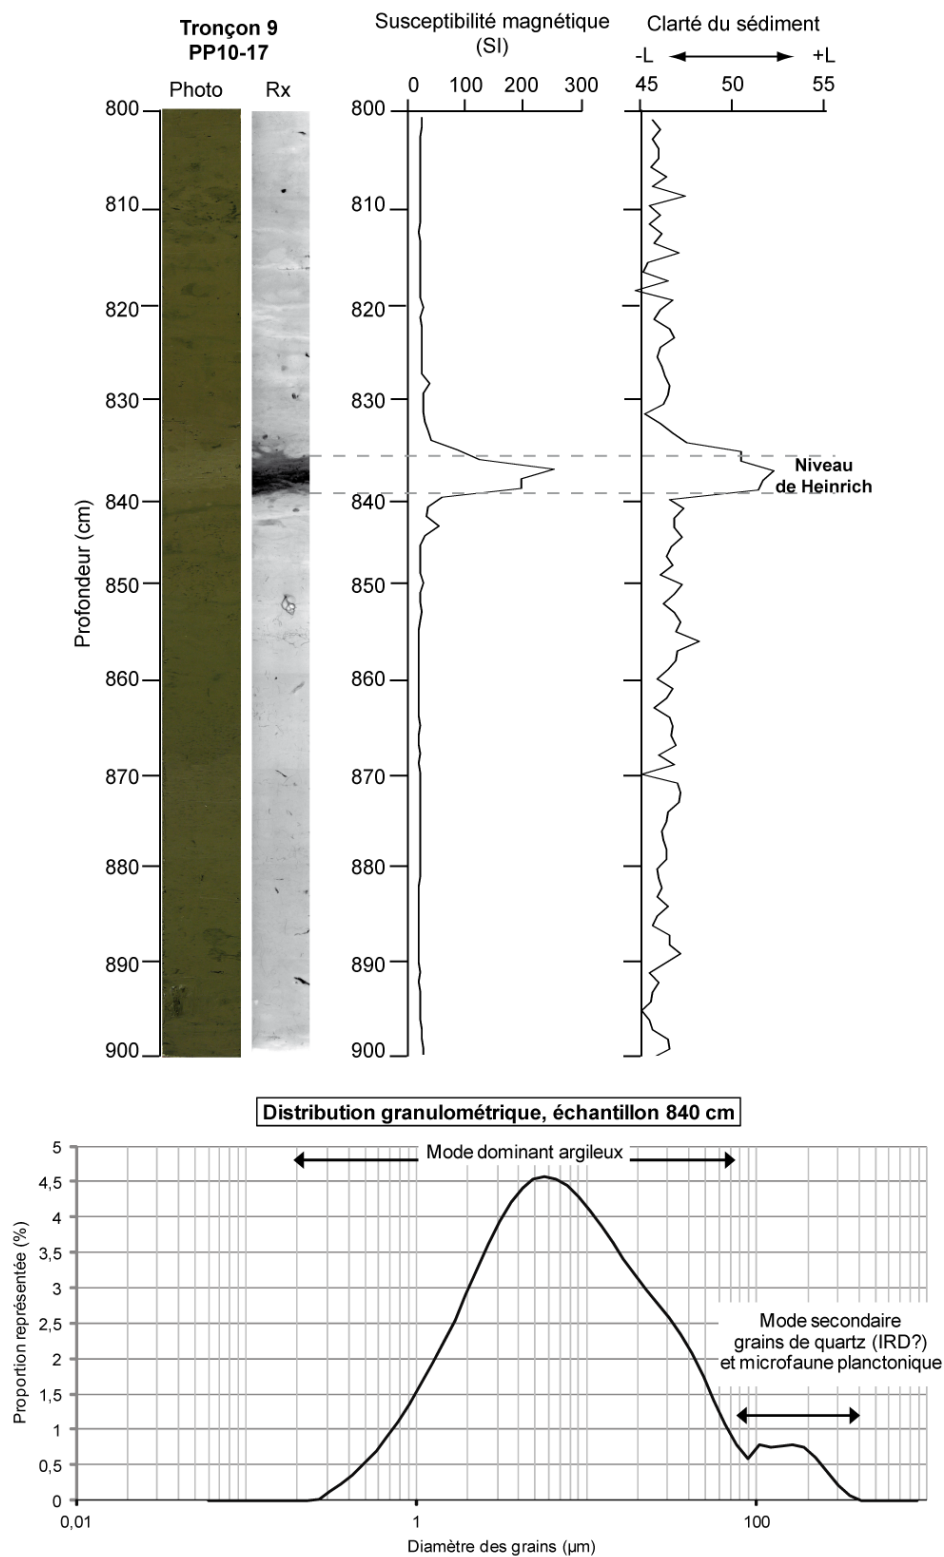 Tronçon 9
PP10-17
Photo
Rx
Susceptibilité magnétique
(SI)
Clarté du sédiment
-L
+L
0
100
200
300
45
50
55
Profondeur (cm)
800
810
820
830
840
850
860
870
880
890
900
800
810
820
830
840
850
860
870
880
890
900
Niveau
de Heinrich
Distribution granulométrique, échantillon 840 cm
Proportion représentée (%)
5
4,5
4
3,5
3
2,5
2
1,5
1
0,5
0
Mode dominant argileux
Mode secondaire
grains de quartz (IRD?)
et microfaune planctonique
0,01
1
100
Diamètre des grains (µm)